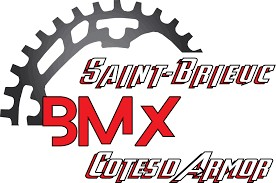 SAINT-BRIEUC
BMX
COTES D ARMOR